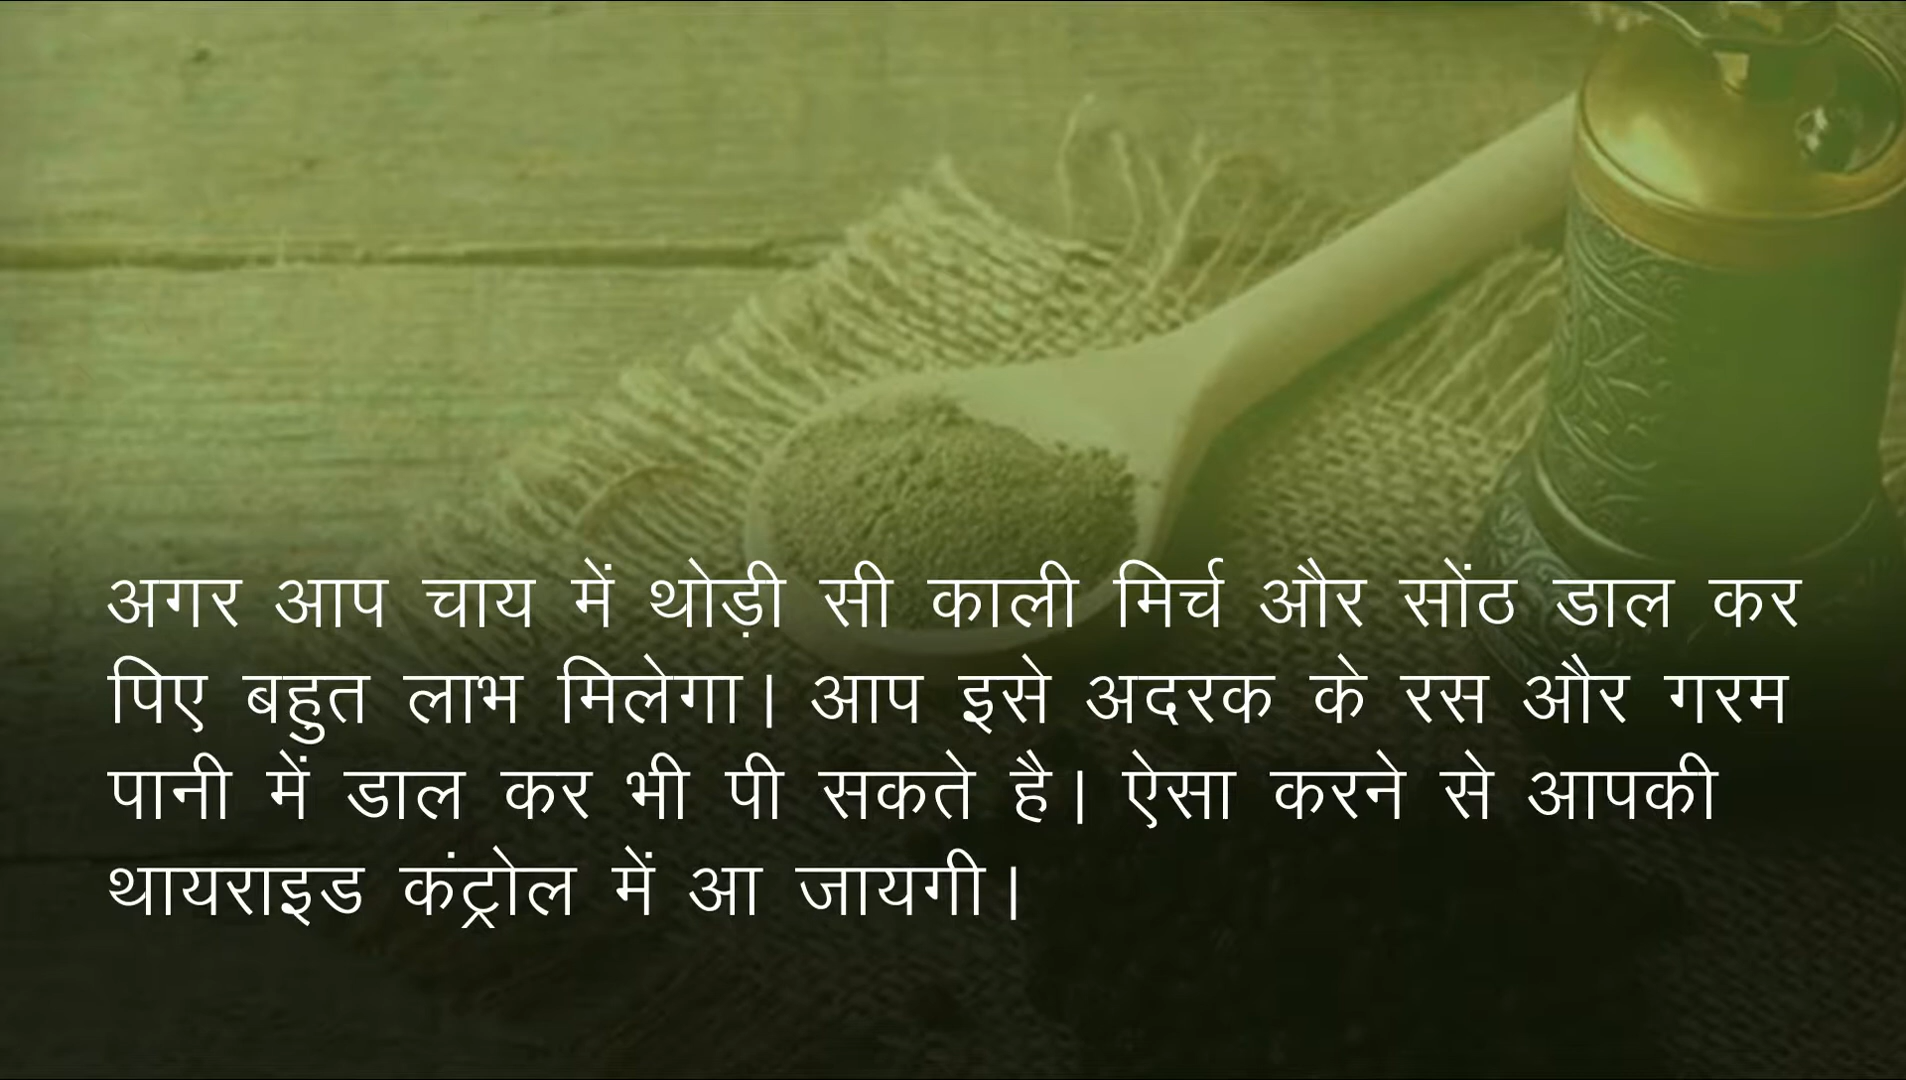 अगर आप चाय में थोड़ी सी काली मिर्च और सोंठ डाल कर
पिए बहुत लाभ मिलेगा। आप इसे अदरक के रस और गरम
पानी में डाल कर भी पी सकते है। ऐसा करने से आपकी
थायराइड कंट्रोल में आ जायगी।